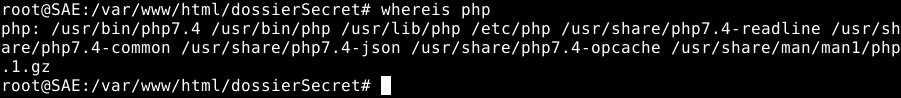 root@SAE:/var/www/html/dossierSecret# whereis php
php: /usr/bin/php7.4 /usr/bin/php /usr/lib/php /etc/php /usr/share/php7.4-readline /usr/sh
are/php7.4-common /usr/share/php7.4-json /usr/share/php7.4-opcache /usr/share/man/man1/php
.1.gz
root@SAE:/var/www/html/dossierSecret#